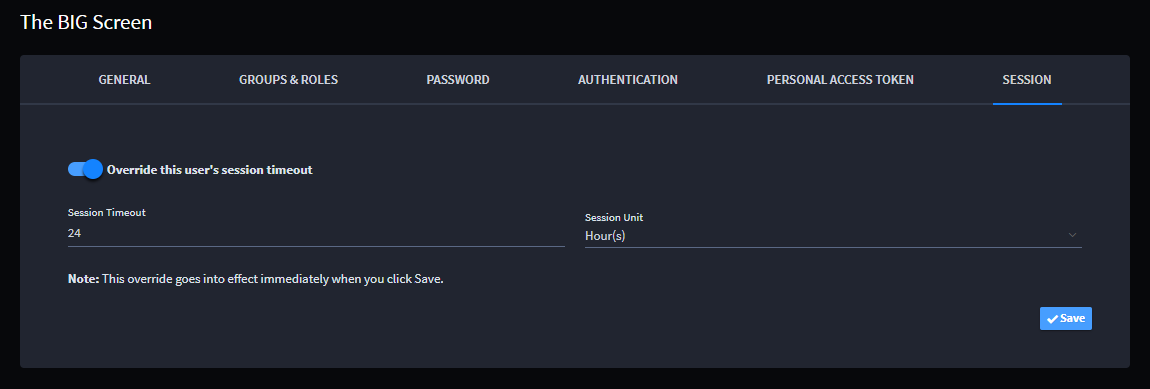 The BIG Screen
GENERAL GROUPS & ROLES PASSWORD AUTHENTICATION PERSONAL ACCESS TOKEN SESSION
Override this user's session timeout
Session Timeout
24
Session Unit
Hour(s)
Note: This override goes into effect immediately when you click Save.
Save